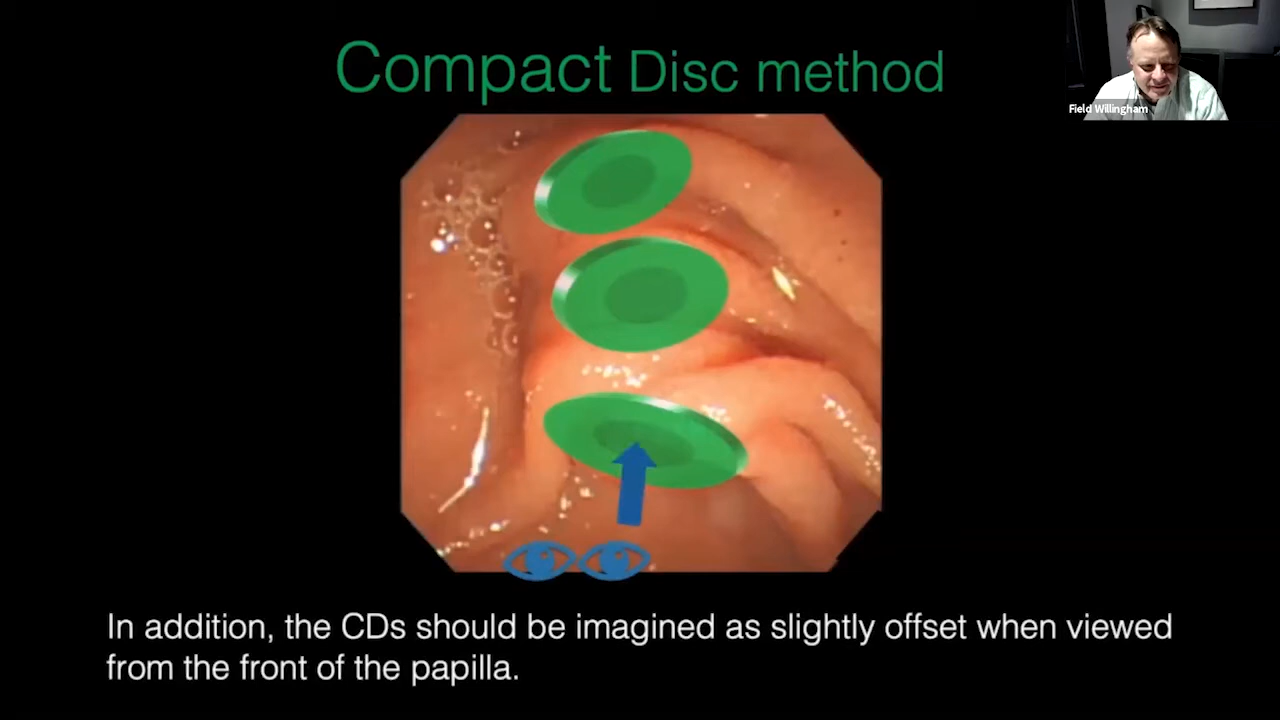 Compact Disc method
Field Willingham
In addition, the CDs should be imagined as slightly offset when viewed
from the front of the papilla.